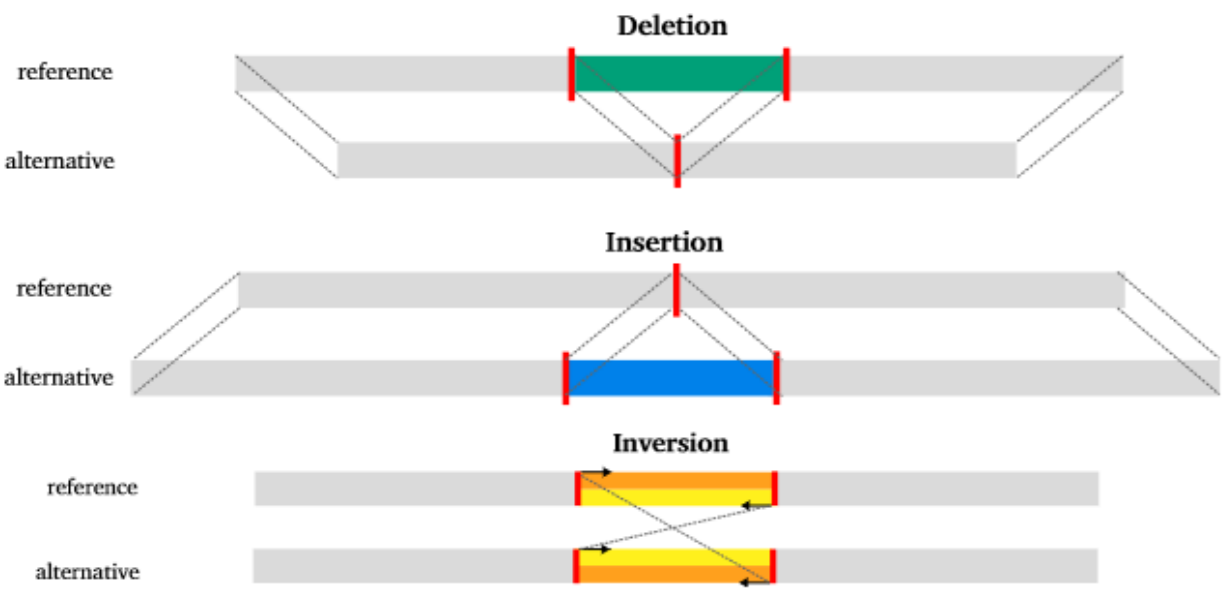 Deletion
reference
alternative
Insertion
reference
alternative
Inversion
reference
alternative